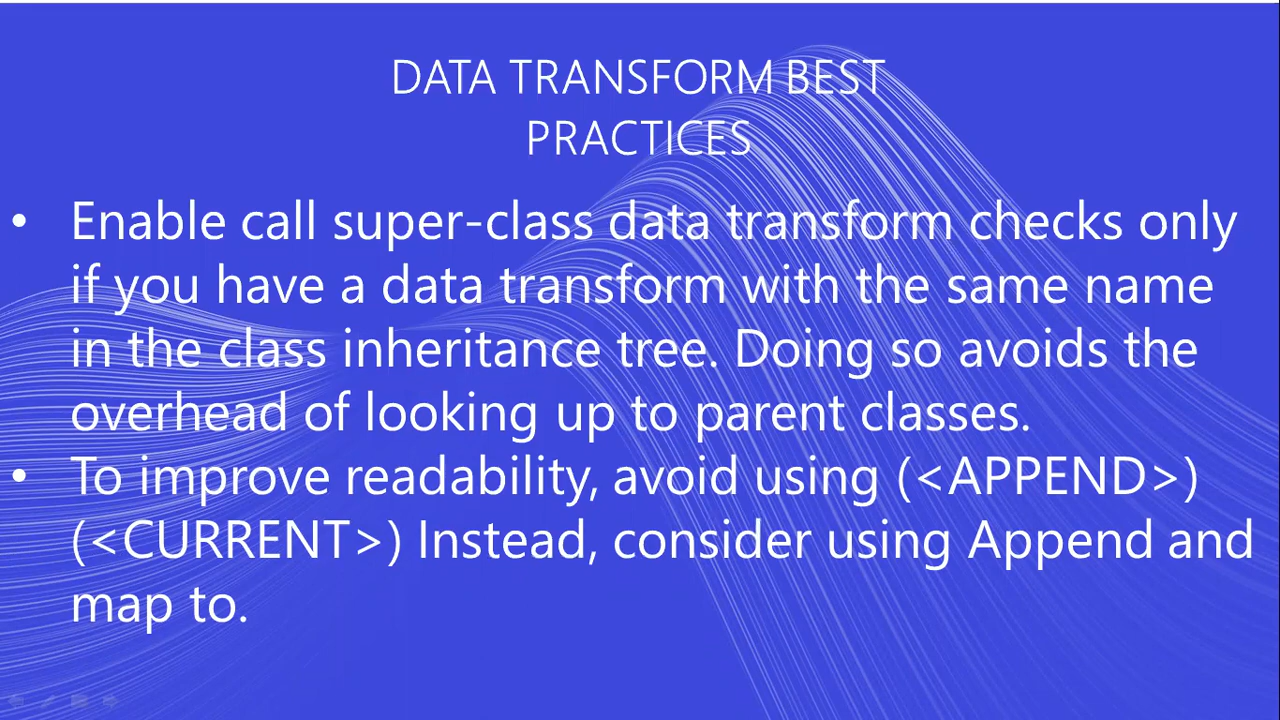 DATA TRANSFORM BEST
PRACTICES
• Enable call super-class data transform checks only
if you have a data transform with the same name
in the class inheritance tree. Doing so avoids the
overhead of looking up to parent classes.
• To improve readability, avoid using (<APPEND>)
(<CURRENT>) Instead, consider using Append and
map to.